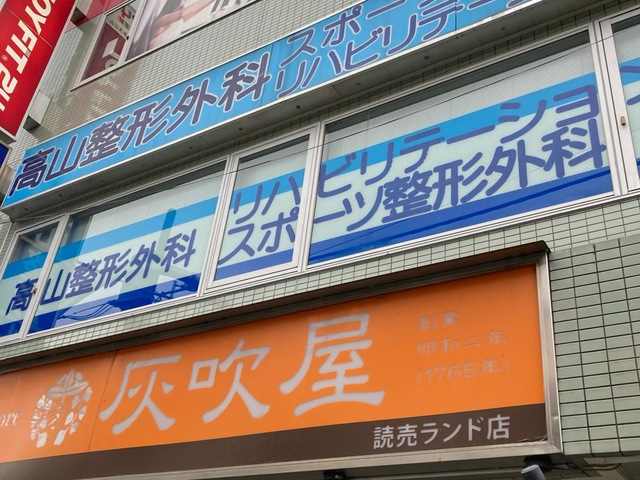 JOYFIT24
高山整形外科
スポー
リハビリテー
高山整形外科
リハビリテーショ
スポーツ整形外科
灰吹屋
創業
明和二年
(1765年)
読売ランド店